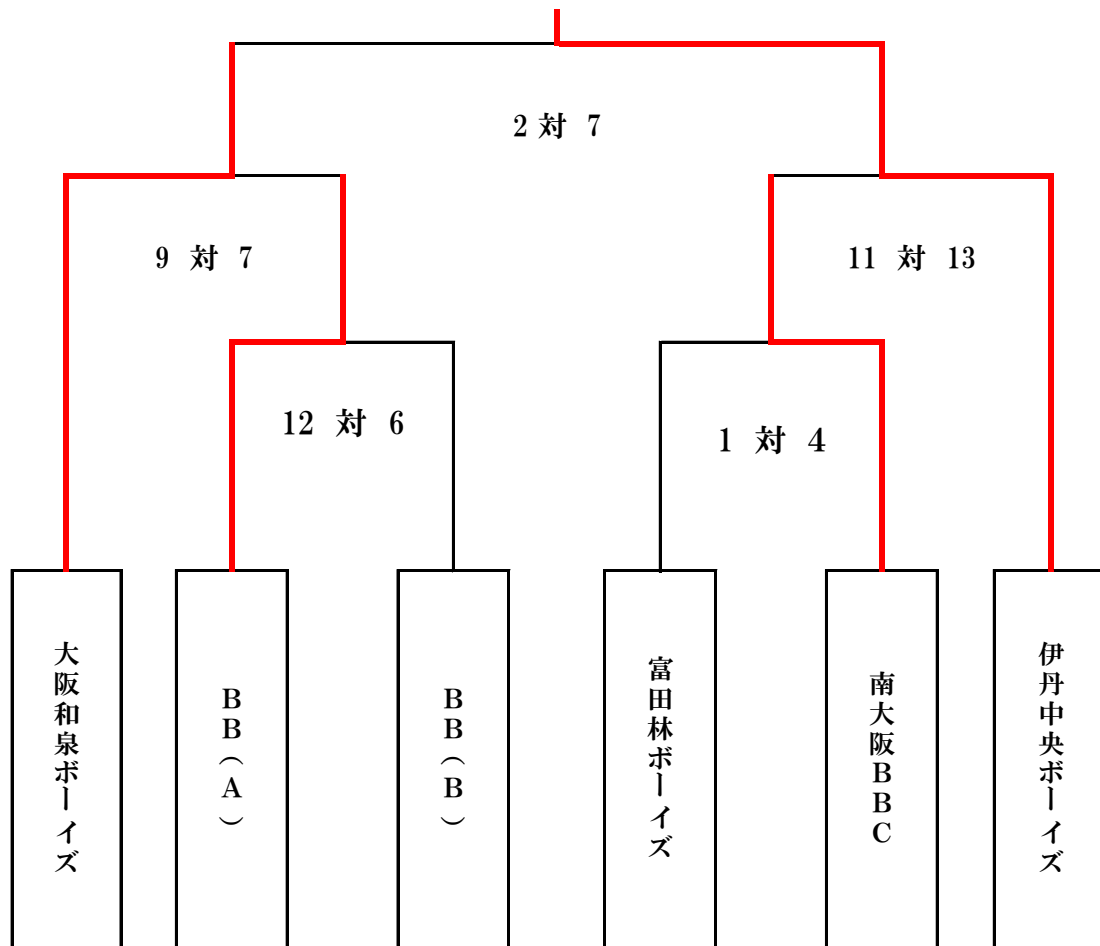 2 対 7
9 対 7
11 対 13
12 対 6
1 対 4
大阪和泉ボーイズ
BB(A)
BB(B)
富田林ボーイズ
南大阪BBC
伊丹中央ボーイズ